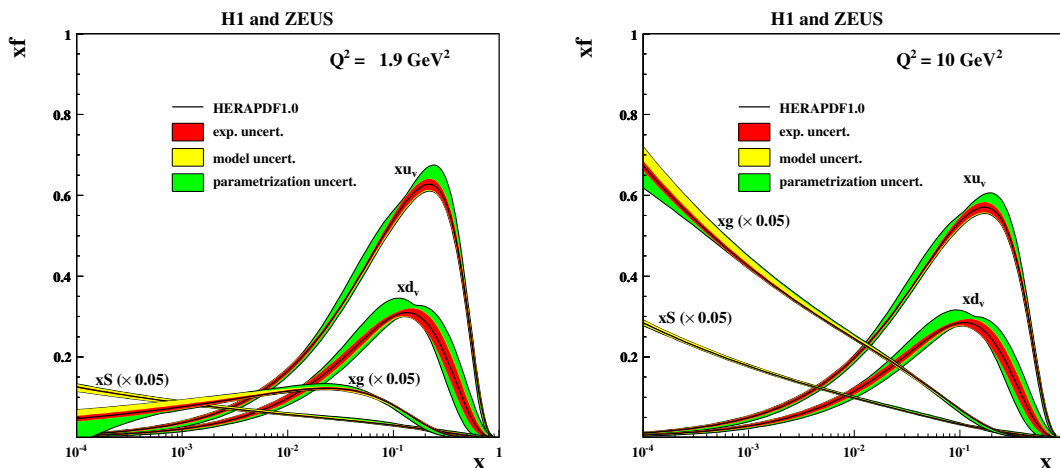 H1 and ZEUS
xf
1
0.8
0.6
0.4
0.2
Q² = 1.9 GeV²
HERAPDF1.0
exp. uncert.
model uncert.
parametrization uncert.
xuᵥ
xdᵥ
xS (× 0.05)
xg (× 0.05)
10⁻⁴
10⁻³
10⁻²
10⁻¹
1
x
H1 and ZEUS
xf
1
0.8
0.6
0.4
0.2
Q² = 10 GeV²
HERAPDF1.0
exp. uncert.
model uncert.
parametrization uncert.
xuᵥ
xg (× 0.05)
xdᵥ
xS (× 0.05)
10⁻⁴
10⁻³
10⁻²
10⁻¹
x